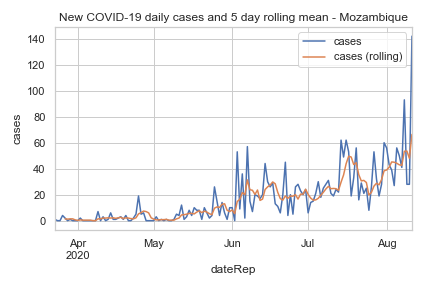 New COVID-19 daily cases and 5 day rolling mean - Mozambique
cases
cases (rolling)
140
120
100
80
60
40
20
0
cases
Apr
2020
May
Jun
Jul
Aug
dateRep